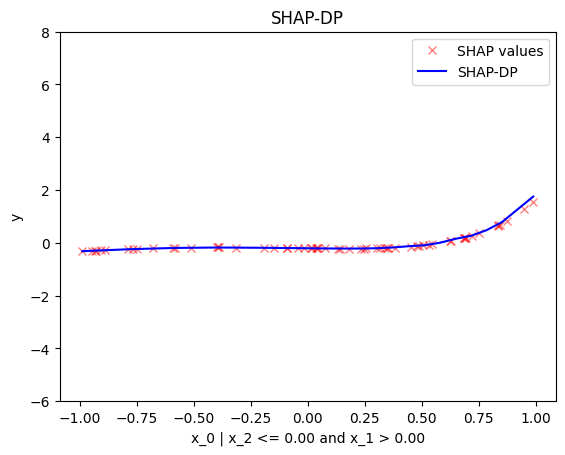 SHAP-DP
8
6
4
2
0
−2
−4
−6
y
SHAP values
SHAP-DP
−1.00 −0.75 −0.50 −0.25 0.00 0.25 0.50 0.75 1.00
x_0 | x_2 <= 0.00 and x_1 > 0.00